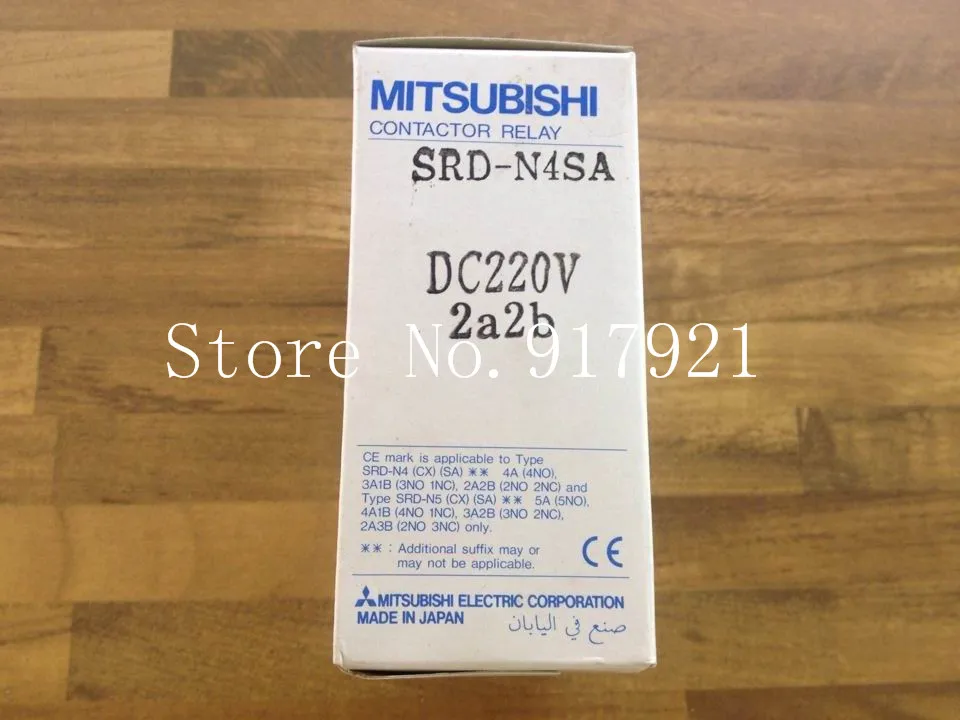 MITSUBISHI
CONTACTOR RELAY
SRD-N4SA
DC220V
2a2b
Store No. 917921
CE mark is applicable to Type
SRD-N4 (CX) (SA) ✳✳ 4A (4NO),
3A1B (3NO 1NC), 2A2B (2NO 2NC) and
Type SRD-N5 (CX) (SA) ✳✳ 5A (5NO),
4A1B (4NO 1NC), 3A2B (3NO 2NC),
2A3B (2NO 3NC) only.
✳✳ : Additional suffix may or
may not be applicable.
CE
MITSUBISHI ELECTRIC CORPORATION
MADE IN JAPAN
صنع في اليابان